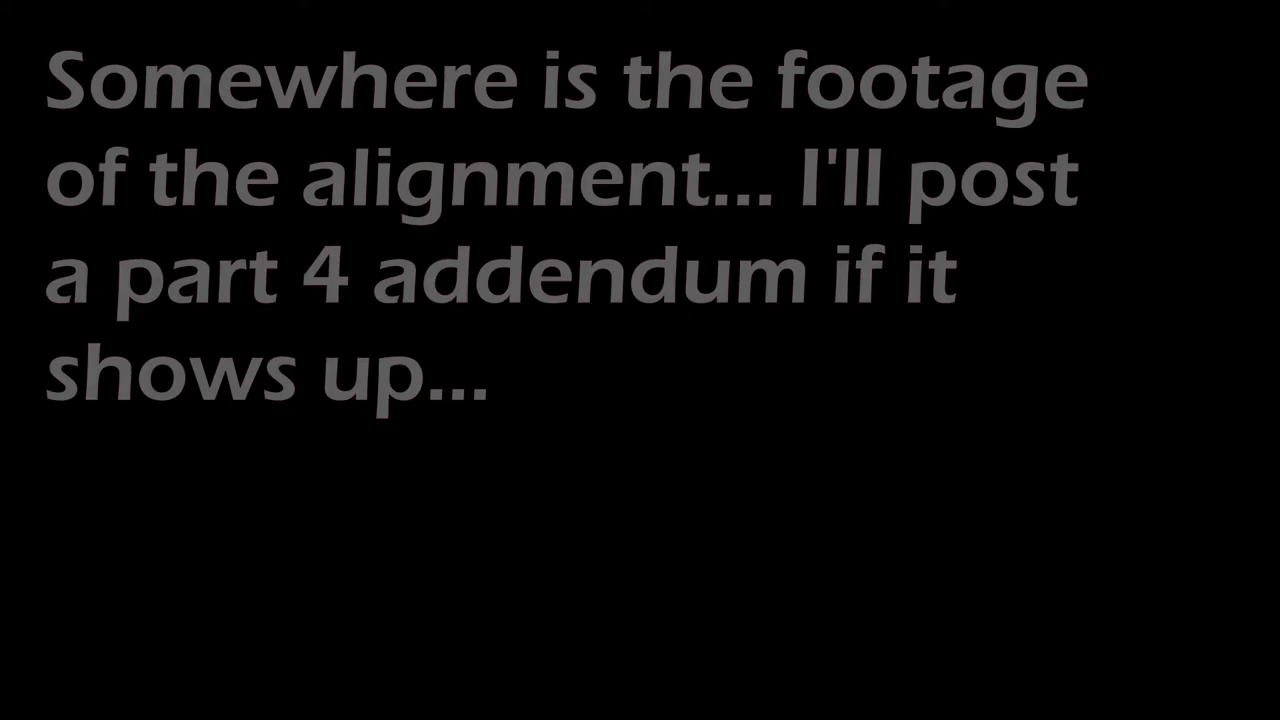 Somewhere is the footage
of the alignment... I'll post
a part 4 addendum if it
shows up...